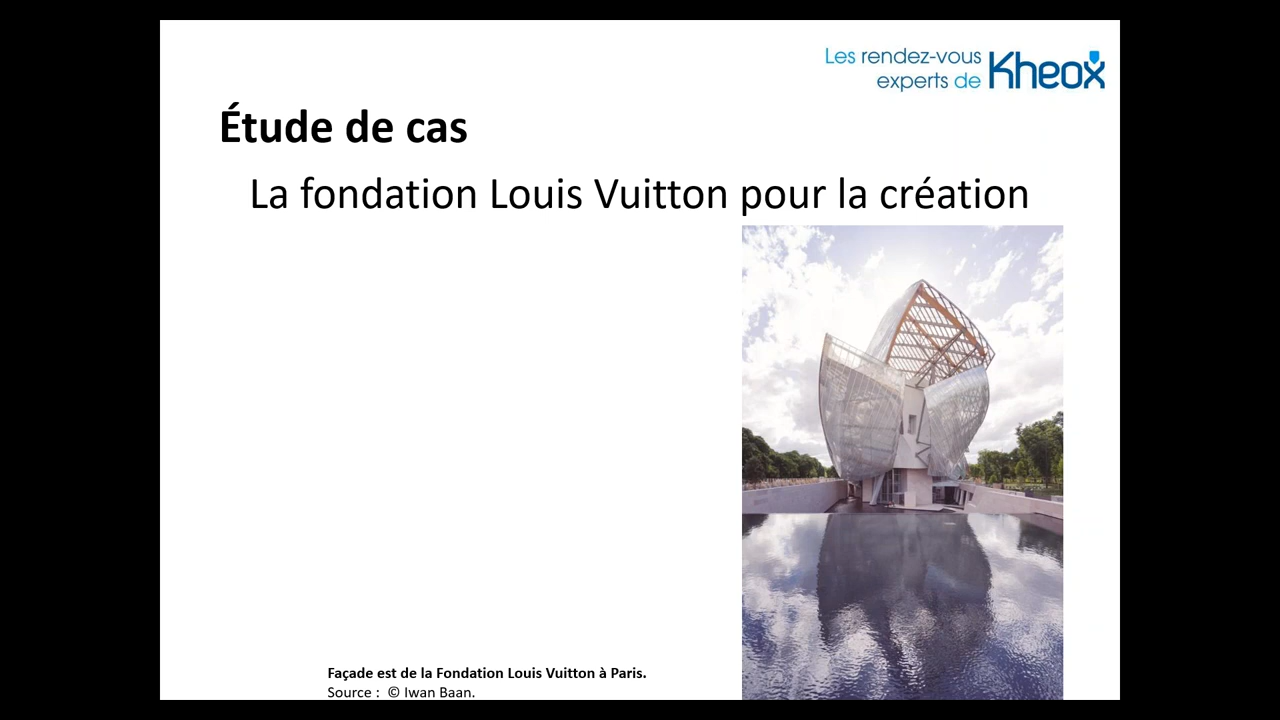 Les rendez-vous
experts de Kheox
Étude de cas
La fondation Louis Vuitton pour la création
Façade est de la Fondation Louis Vuitton à Paris.
Source :  © Iwan Baan.